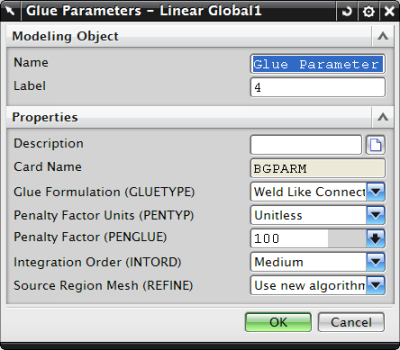 Glue Parameters - Linear Global1
Modeling Object
Name Glue Parameter
Label 4
Properties
Description
Card Name BGPARM
Glue Formulation (GLUETYPE) Weld Like Connect
Penalty Factor Units (PENTYP) Unitless
Penalty Factor (PENGLUE) 100
Integration Order (INTORD) Medium
Source Region Mesh (REFINE) Use new algorithm
OK Cancel